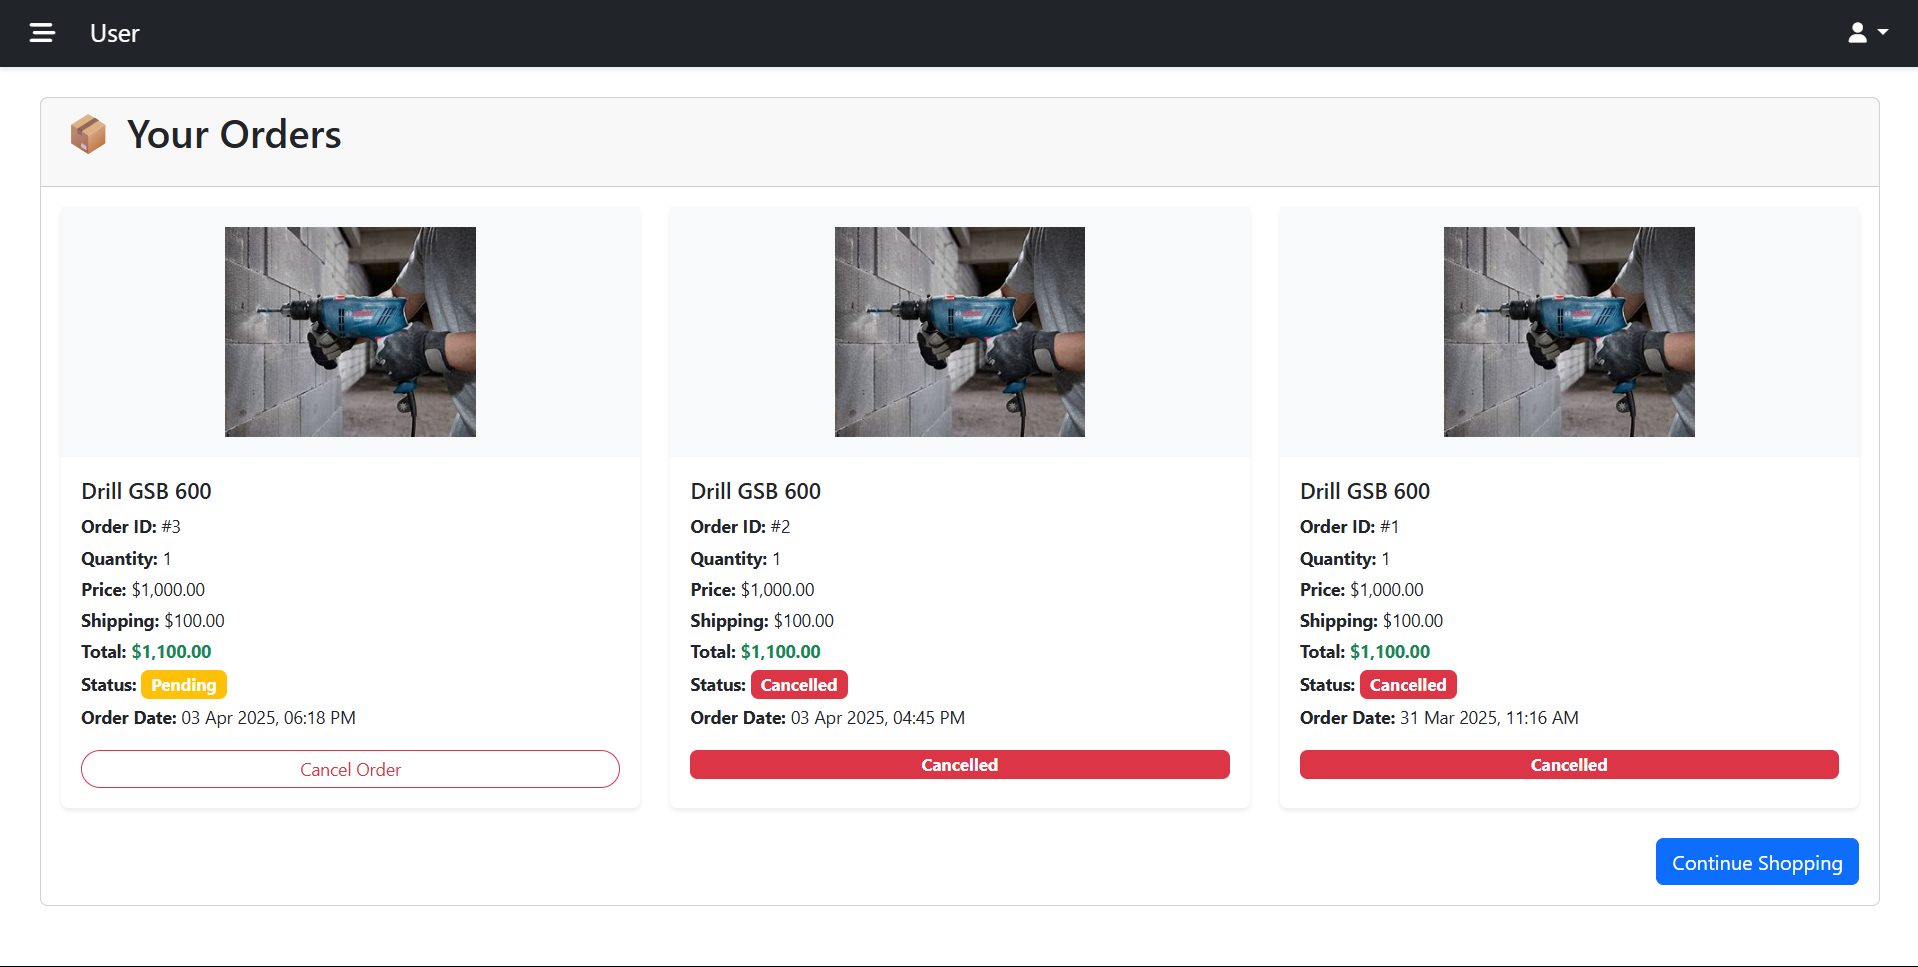 User
Your Orders
Drill GSB 600
Order ID: #3
Quantity: 1
Price: $1,000.00
Shipping: $100.00
Total: $1,100.00
Status: Pending
Order Date: 03 Apr 2025, 06:18 PM
Cancel Order
Drill GSB 600
Order ID: #2
Quantity: 1
Price: $1,000.00
Shipping: $100.00
Total: $1,100.00
Status: Cancelled
Order Date: 03 Apr 2025, 04:45 PM
Cancelled
Drill GSB 600
Order ID: #1
Quantity: 1
Price: $1,000.00
Shipping: $100.00
Total: $1,100.00
Status: Cancelled
Order Date: 31 Mar 2025, 11:16 AM
Cancelled
Continue Shopping